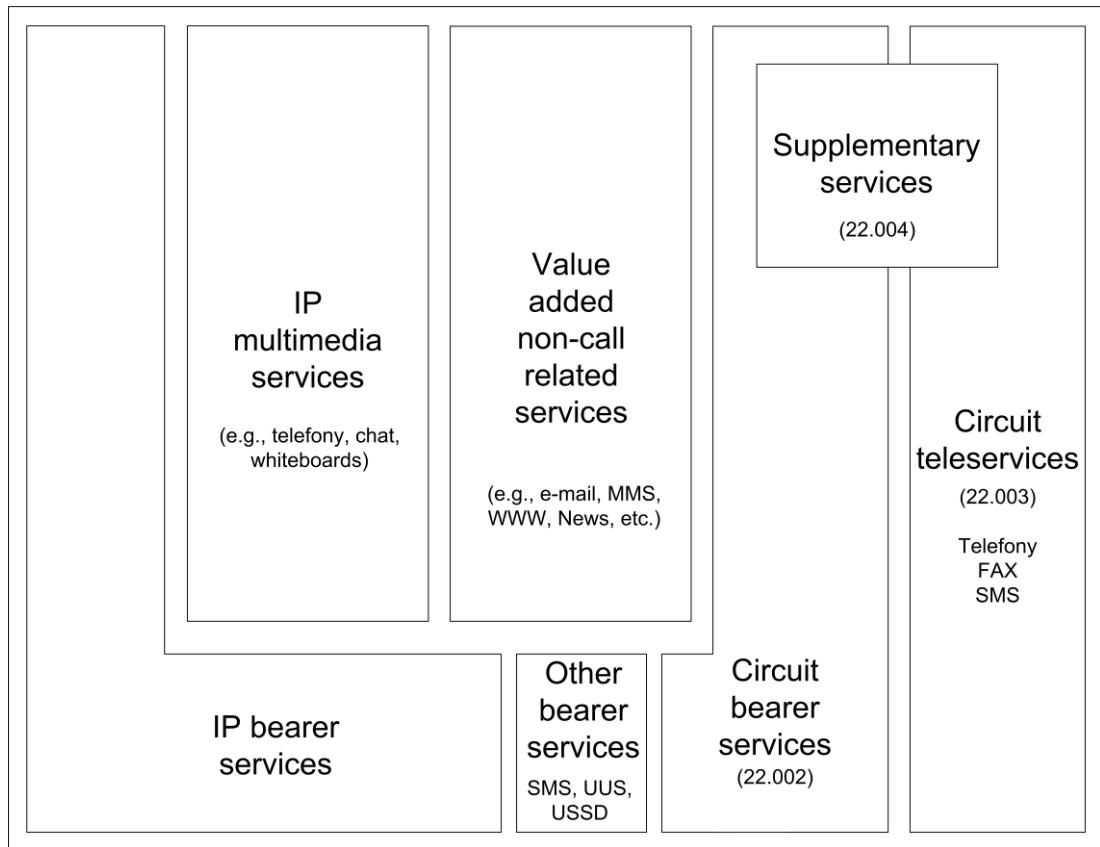 Supplementary
services
(22.004)
IP
multimedia
services
(e.g., telefony, chat,
whiteboards)
Value
added
non-call
related
services
(e.g., e-mail, MMS,
WWW, News, etc.)
Circuit
teleservices
(22.003)
Telefony
FAX
SMS
IP bearer
services
Other
bearer
services
SMS, UUS,
USSD
Circuit
bearer
services
(22.002)